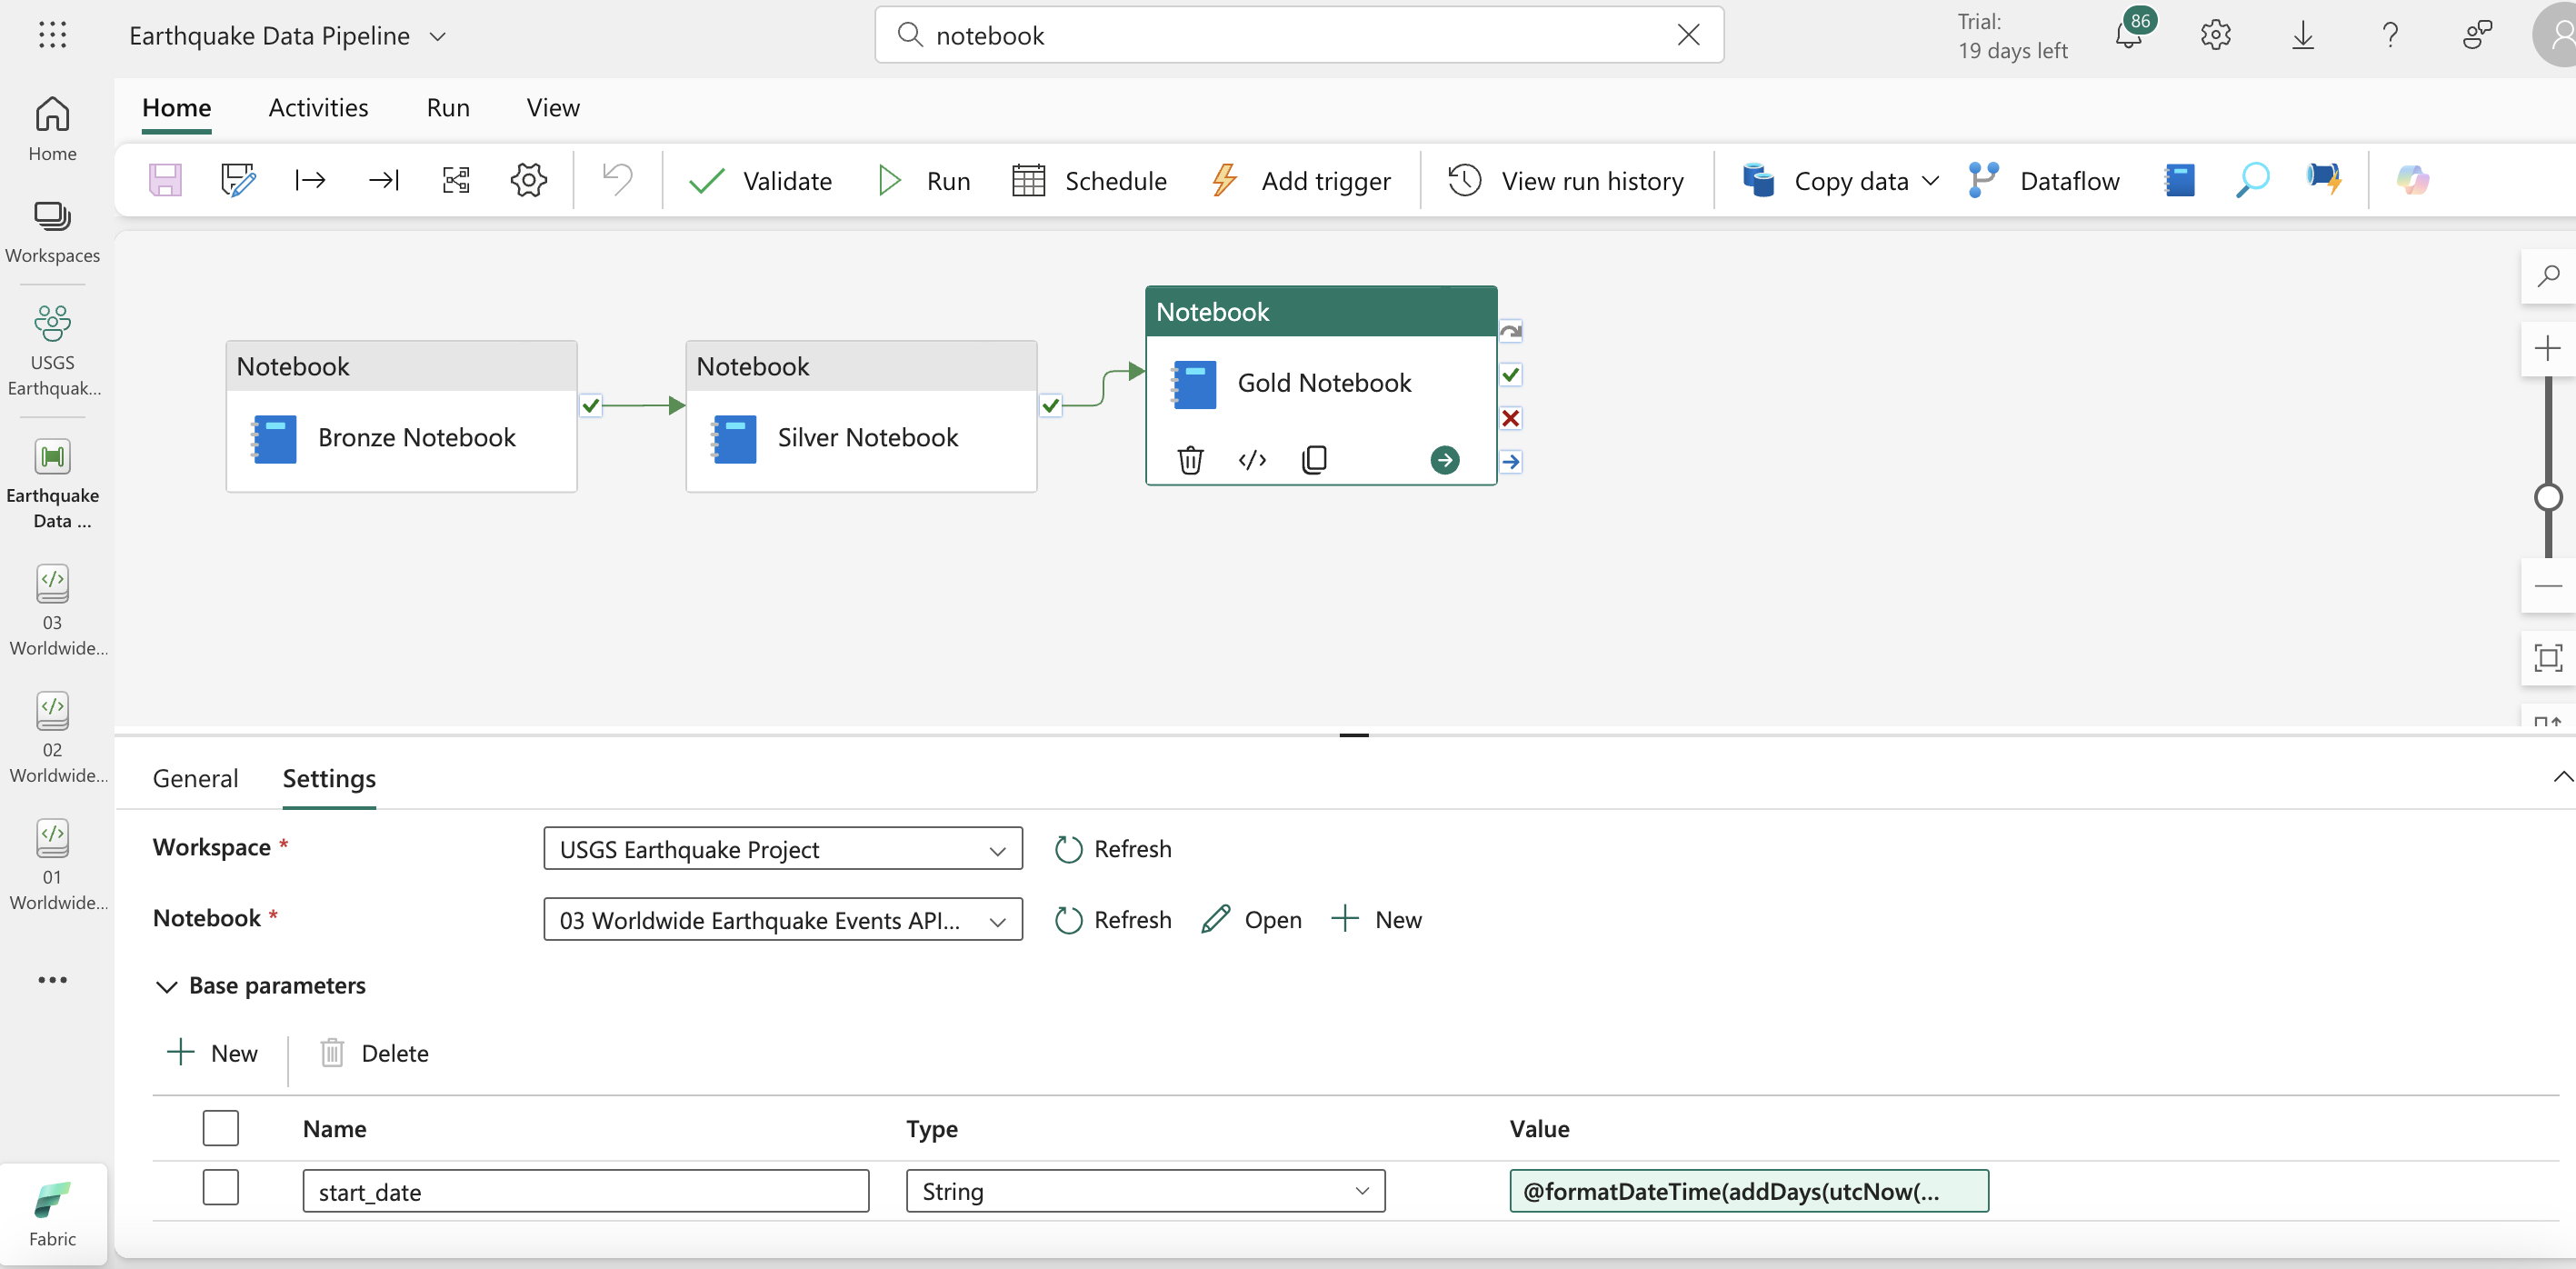 Earthquake Data Pipeline
notebook
Trial:
19 days left
86
Home
Activities
Run
View
Validate
Run
Schedule
Add trigger
View run history
Copy data
Dataflow
Home
Workspaces
USGS
Earthquak...
Earthquake
Data ...
03
Worldwide...
02
Worldwide...
01
Worldwide...
Fabric
Notebook
Bronze Notebook
Notebook
Silver Notebook
Notebook
Gold Notebook
General
Settings
Workspace *
USGS Earthquake Project
Refresh
Notebook *
03 Worldwide Earthquake Events API...
Refresh
Open
New
Base parameters
New
Delete
Name
Type
Value
start_date
String
@formatDateTime(addDays(utcNow(...